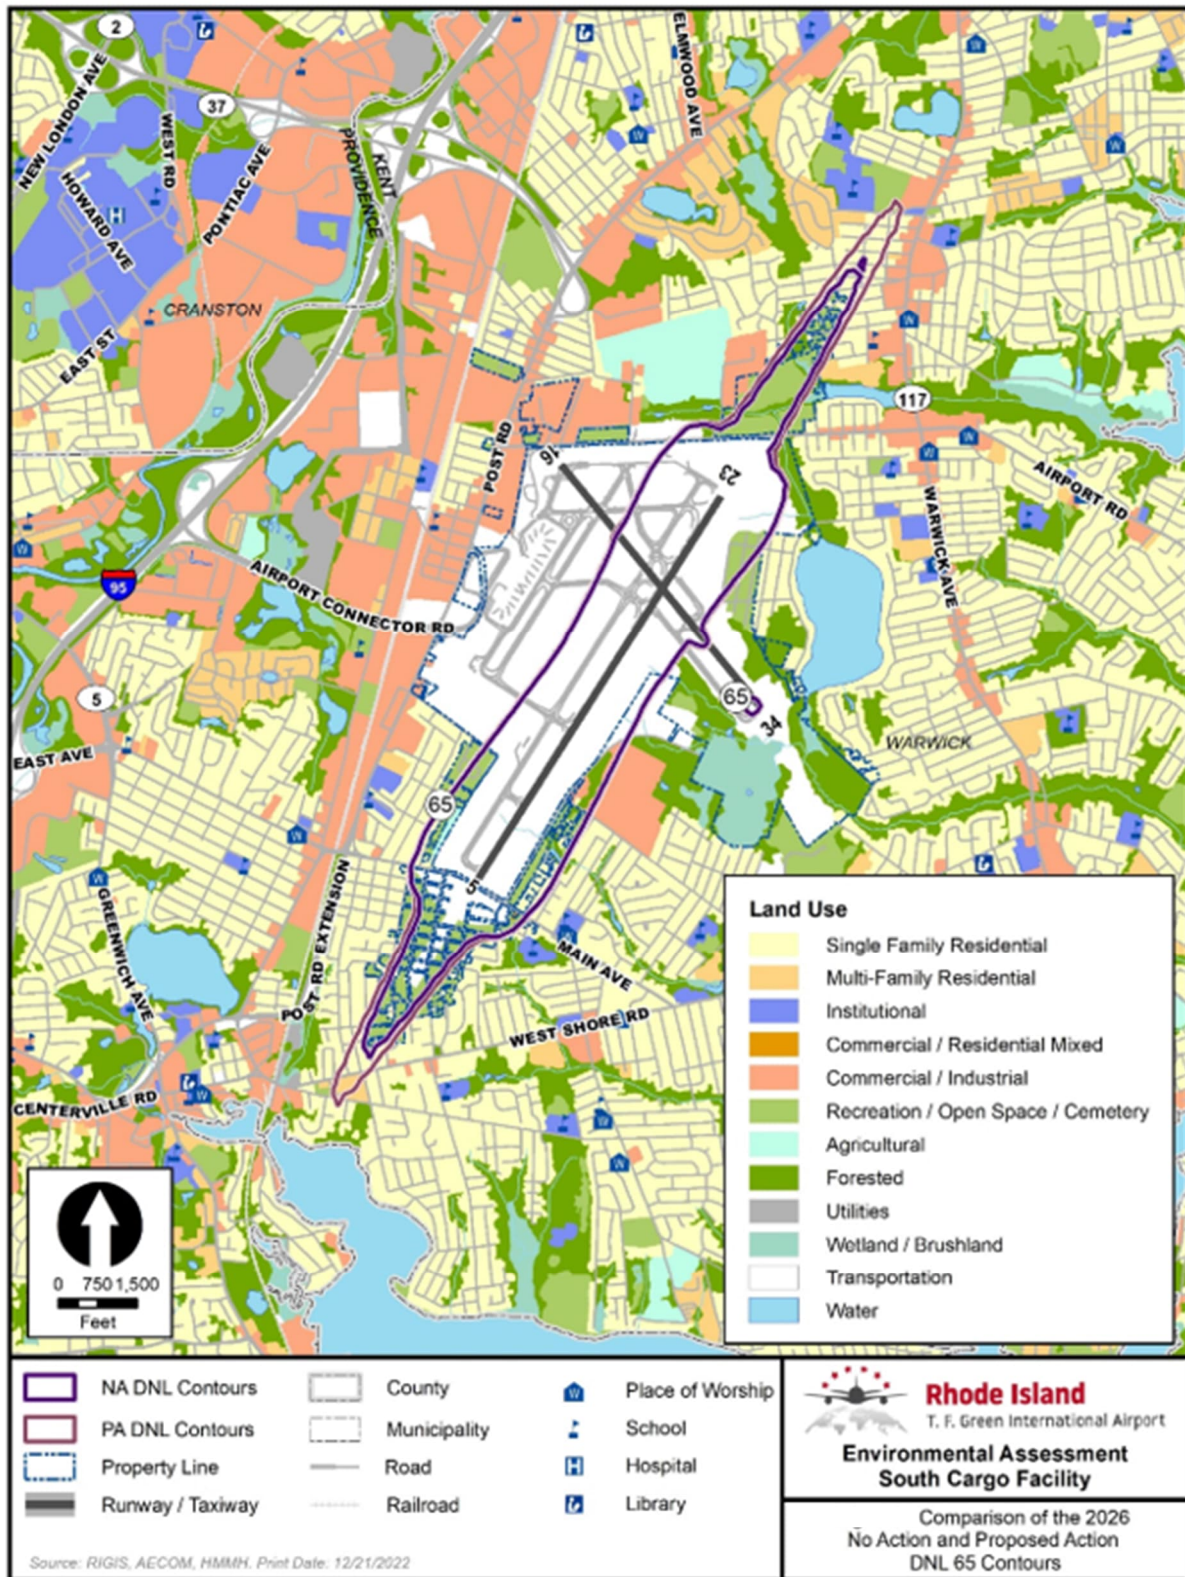 2
NEW LONDON AVE
WEST RD
37
PONTIAC AVE
HOWARD AVE
PROVIDENCE
KENT
ELMWOOD AVE
CRANSTON
EAST ST
POST RD
16
23
117
AIRPORT RD
WARWICK AVE
95
AIRPORT CONNECTOR RD
5
EAST AVE
65
34
WARWICK
65
5
GREENWICH AVE
POST RD EXTENSION
MAIN AVE
WEST SHORE RD
CENTERVILLE RD
0 750 1,500
Feet
Land Use
Single Family Residential
Multi-Family Residential
Institutional
Commercial / Residential Mixed
Commercial / Industrial
Recreation / Open Space / Cemetery
Agricultural
Forested
Utilities
Wetland / Brushland
Transportation
Water
NA DNL Contours
PA DNL Contours
Property Line
Runway / Taxiway
County
Municipality
Road
Railroad
Place of Worship
School
Hospital
Library
Source: RIGIS, AECOM, HMMH. Print Date: 12/21/2022
Rhode Island
T. F. Green International Airport
Environmental Assessment
South Cargo Facility
Comparison of the 2026
No Action and Proposed Action
DNL 65 Contours